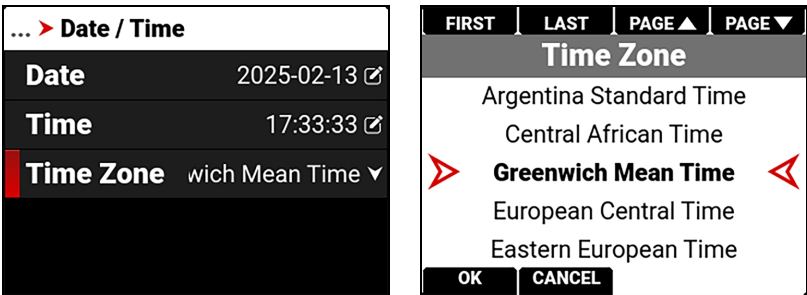 ... Date / Time
Date 2025-02-13
Time 17:33:33
Time Zone wich Mean Time
FIRST LAST PAGE▲ PAGE▼
Time Zone
Argentina Standard Time
Central African Time
Greenwich Mean Time
European Central Time
Eastern European Time
OK CANCEL